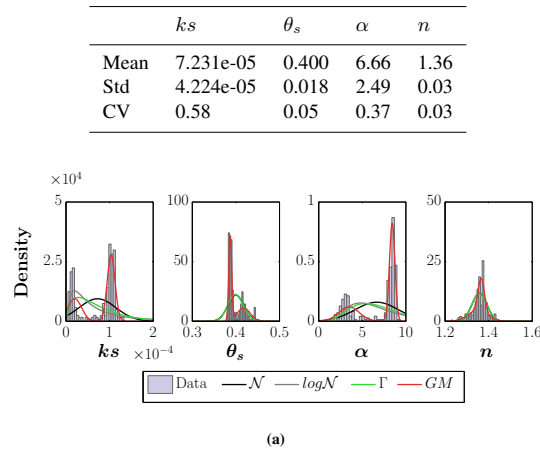 ks θs α n
Mean 7.231e-05 0.400 6.66 1.36
Std 4.224e-05 0.018 2.49 0.03
CV 0.58 0.05 0.37 0.03
×10⁴
5 100 1 50
Density
2.5 50 0.5 25
0 0 0 0
0 1 2 0.3 0.4 0.5 0 5 10 1.2 1.4 1.6
ks ×10⁻⁴ θs α n
Data N logN Γ GM
(a)